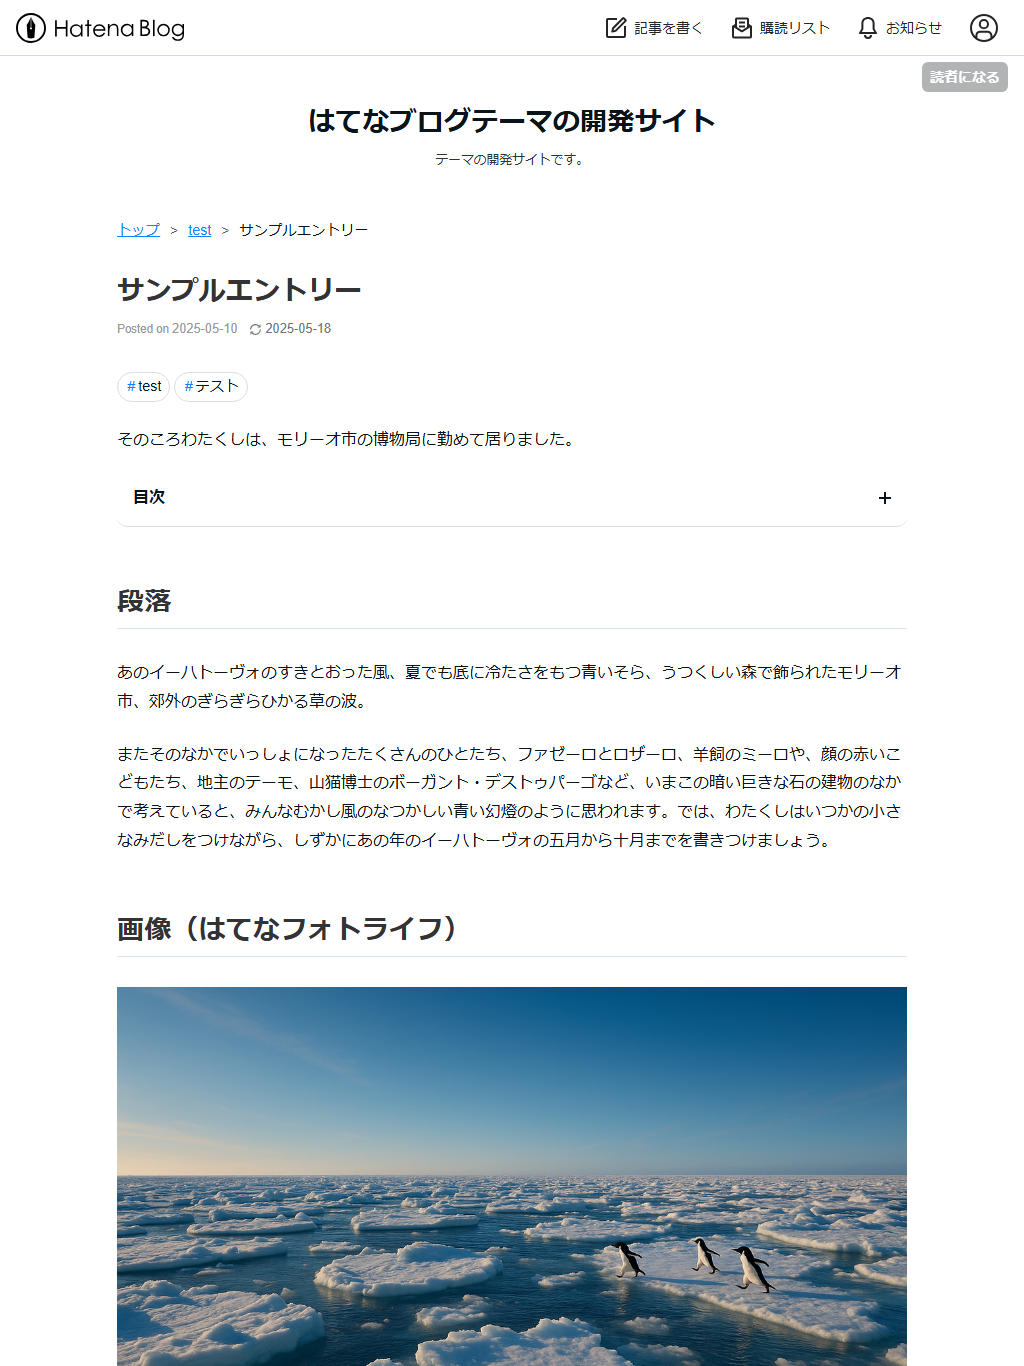 Hatena Blog
記事を書く
購読リスト
お知らせ
読者になる
はてなブログテーマの開発サイト
テーマの開発サイトです。
トップ > test > サンプルエントリー
サンプルエントリー
Posted on 2025-05-10 2025-05-18
#test #テスト
そのころわたくしは、モリーオ市の博物局に勤めて居りました。
目次
段落
あのイーハトーヴォのすきとおった風、夏でも底に冷たさをもつ青いそら、うつくしい森で飾られたモリーオ
市、郊外のぎらぎらひかる草の波。
またそのなかでいっしょになったたくさんのひとたち、ファゼーロとロザーロ、羊飼のミーロや、顔の赤いこ
どもたち、地主のテーモ、山猫博士のボーガント・デストゥパーゴなど、いまこの暗い巨きな石の建物のなか
で考えていると、みんなむかし風のなつかしい青い幻燈のように思われます。では、わたくしはいつかの小さ
なみだしをつけながら、しずかにあの年のイーハトーヴォの五月から十月までを書きつけましょう。
画像（はてなフォトライフ）